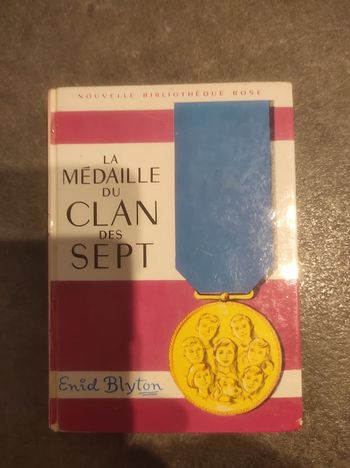 NOUVELLE BIBLIOTHÈQUE ROSE
LA
MÉDAILLE
DU
CLAN
DES
SEPT
Enid Blyton